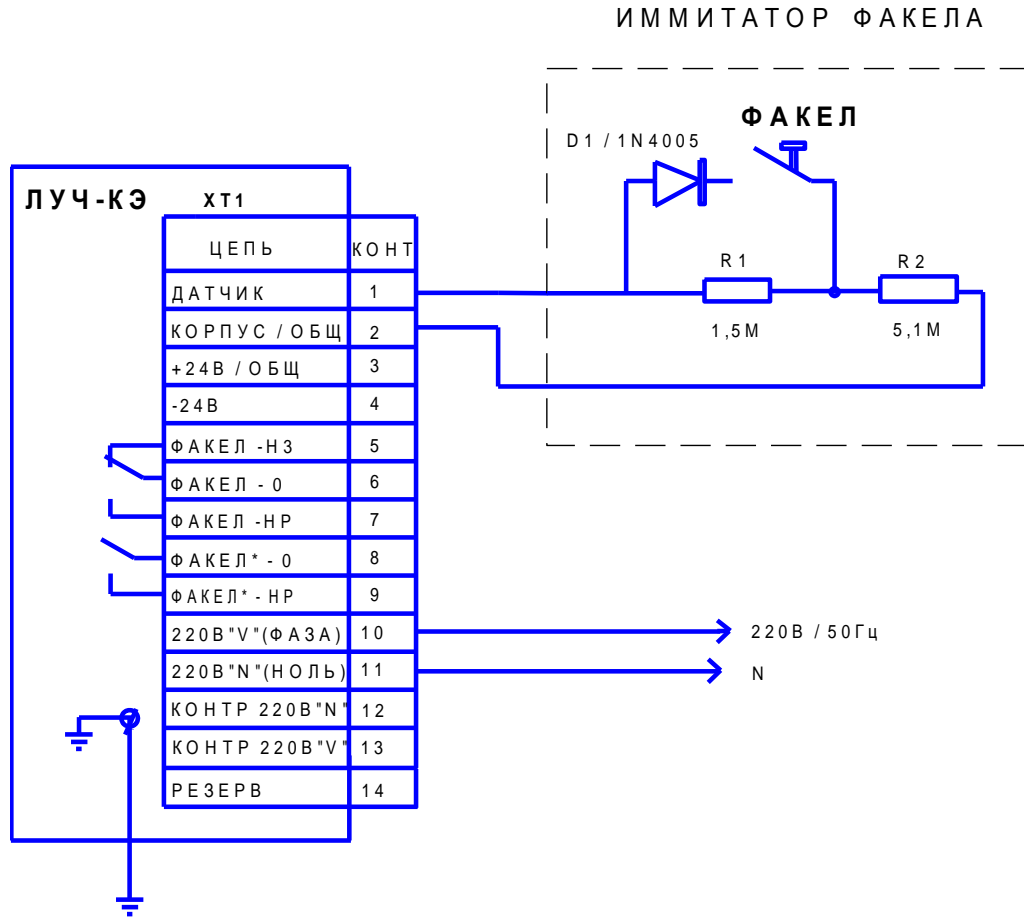 ИММИТАТОР ФАКЕЛА
ФАКЕЛ
D1 / 1N4005
ЛУЧ-КЭ XT1
ЦЕПЬ КОНТ
R1 R2
ДАТЧИК 1
1,5М 5,1М
КОРПУС / ОБЩ 2
+24В / ОБЩ 3
-24В 4
ФАКЕЛ -НЗ 5
ФАКЕЛ - 0 6
ФАКЕЛ -НР 7
ФАКЕЛ* - 0 8
ФАКЕЛ* - НР 9
220В"V"(ФАЗА) 10 220В / 50Гц
220В"N"(НОЛЬ) 11 N
КОНТР 220В"N" 12
КОНТР 220В"V" 13
РЕЗЕРВ 14